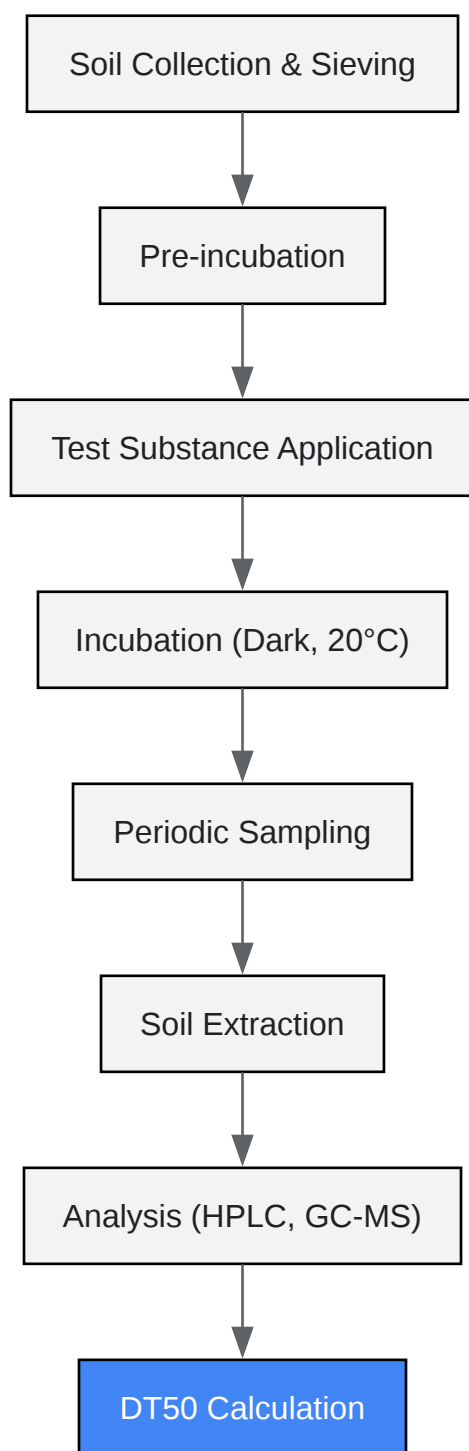 Soil Collection & Sieving
Pre-incubation
Test Substance Application
Incubation (Dark, 20°C)
Periodic Sampling
Soil Extraction
Analysis (HPLC, GC-MS)
DT50 Calculation